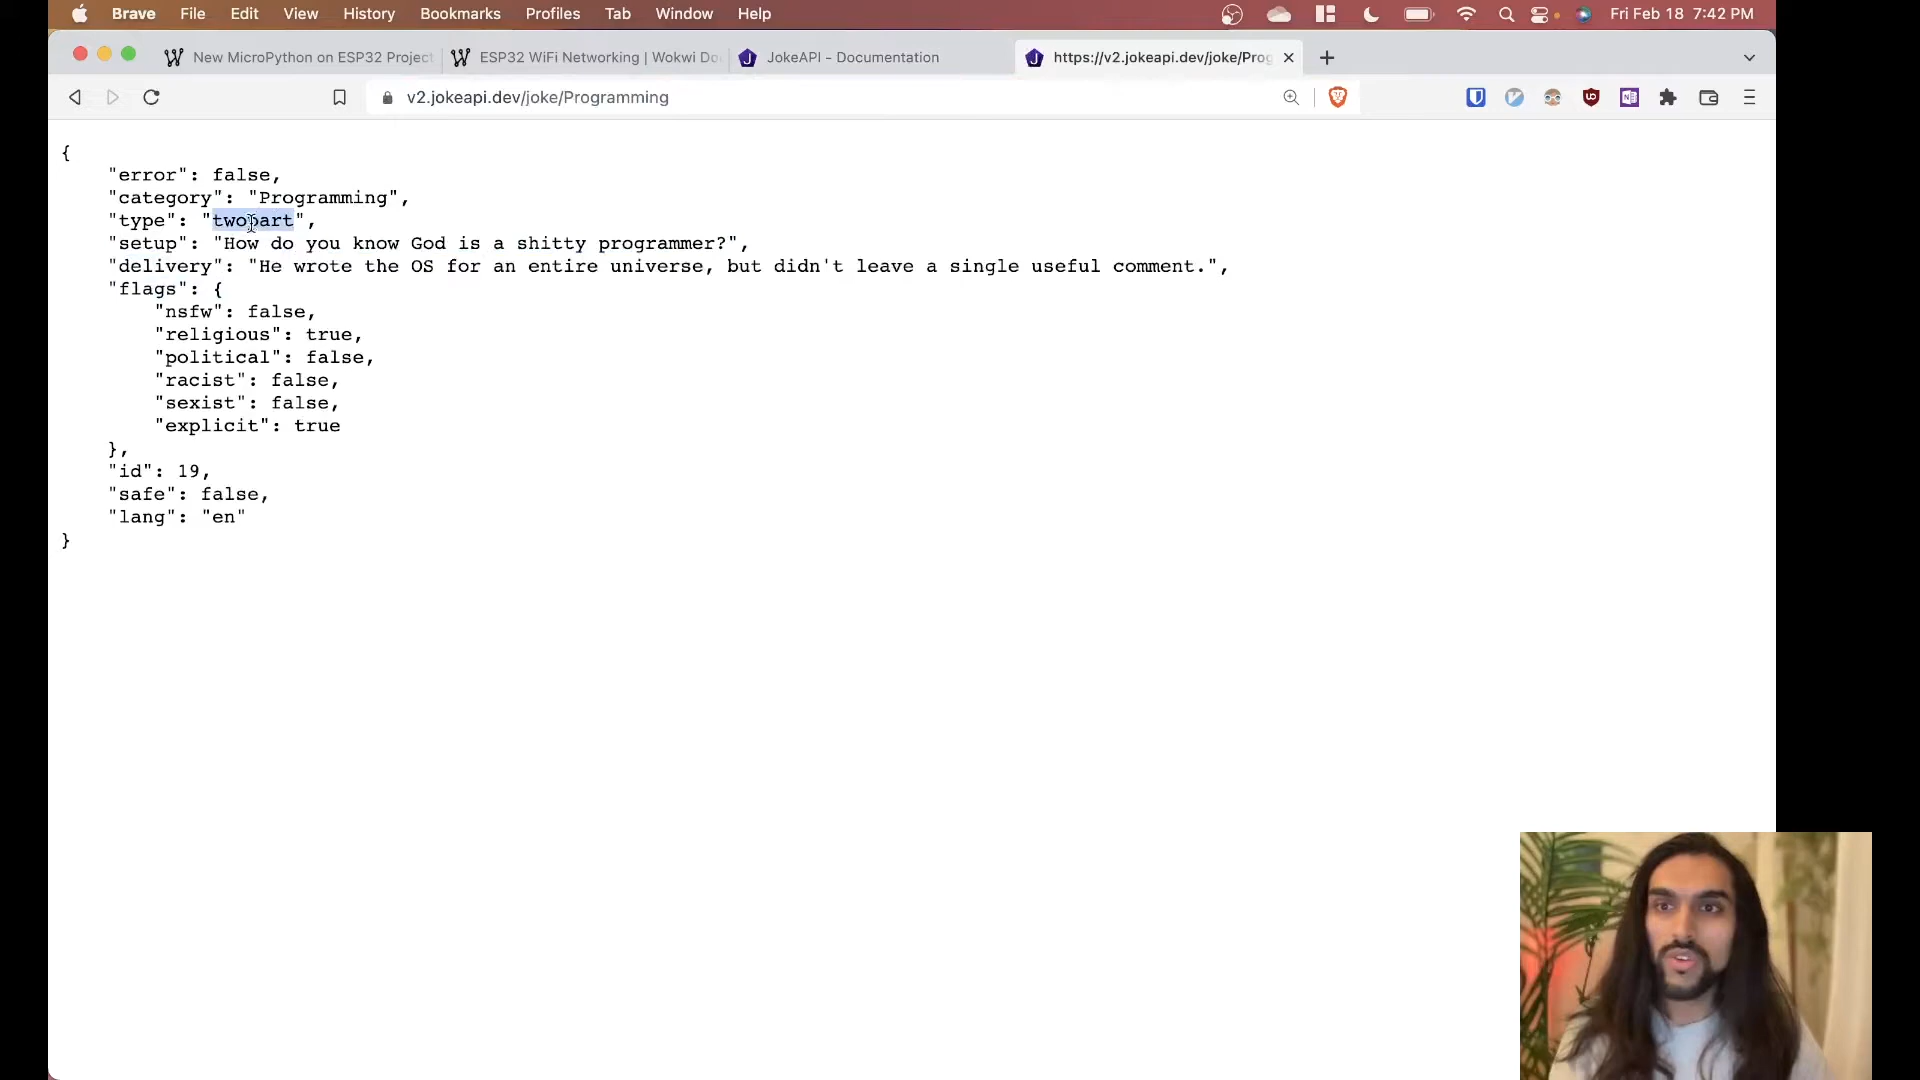 Brave File Edit View History Bookmarks Profiles Tab Window Help Fri Feb 18 7:42 PM
New MicroPython on ESP32 Project ESP32 WiFi Networking | Wokwi Do JokeAPI - Documentation https://v2.jokeapi.dev/joke/Prog
v2.jokeapi.dev/joke/Programming
{
"error": false,
"category": "Programming",
"type": "twopart",
"setup": "How do you know God is a shitty programmer?",
"delivery": "He wrote the OS for an entire universe, but didn't leave a single useful comment.",
"flags": {
"nsfw": false,
"religious": true,
"political": false,
"racist": false,
"sexist": false,
"explicit": true
},
"id": 19,
"safe": false,
"lang": "en"
}